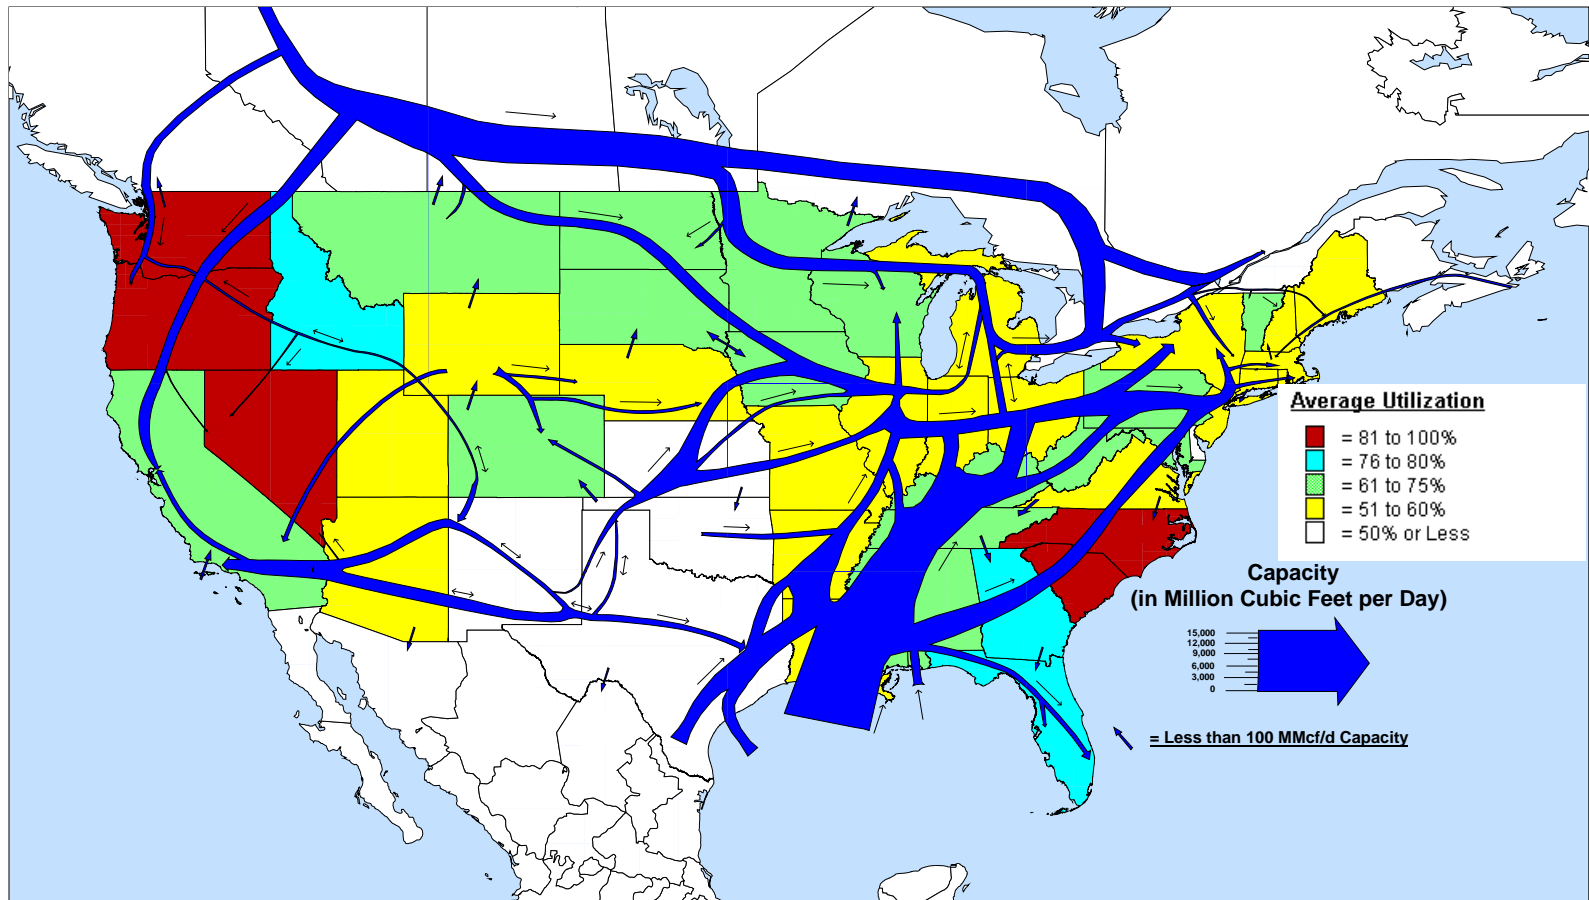 Average Utilization
= 81 to 100%
= 76 to 80%
= 61 to 75%
= 51 to 60%
= 50% or Less
Capacity
(in Million Cubic Feet per Day)
15,000
12,000
9,000
6,000
3,000
0
= Less than 100 MMcf/d Capacity